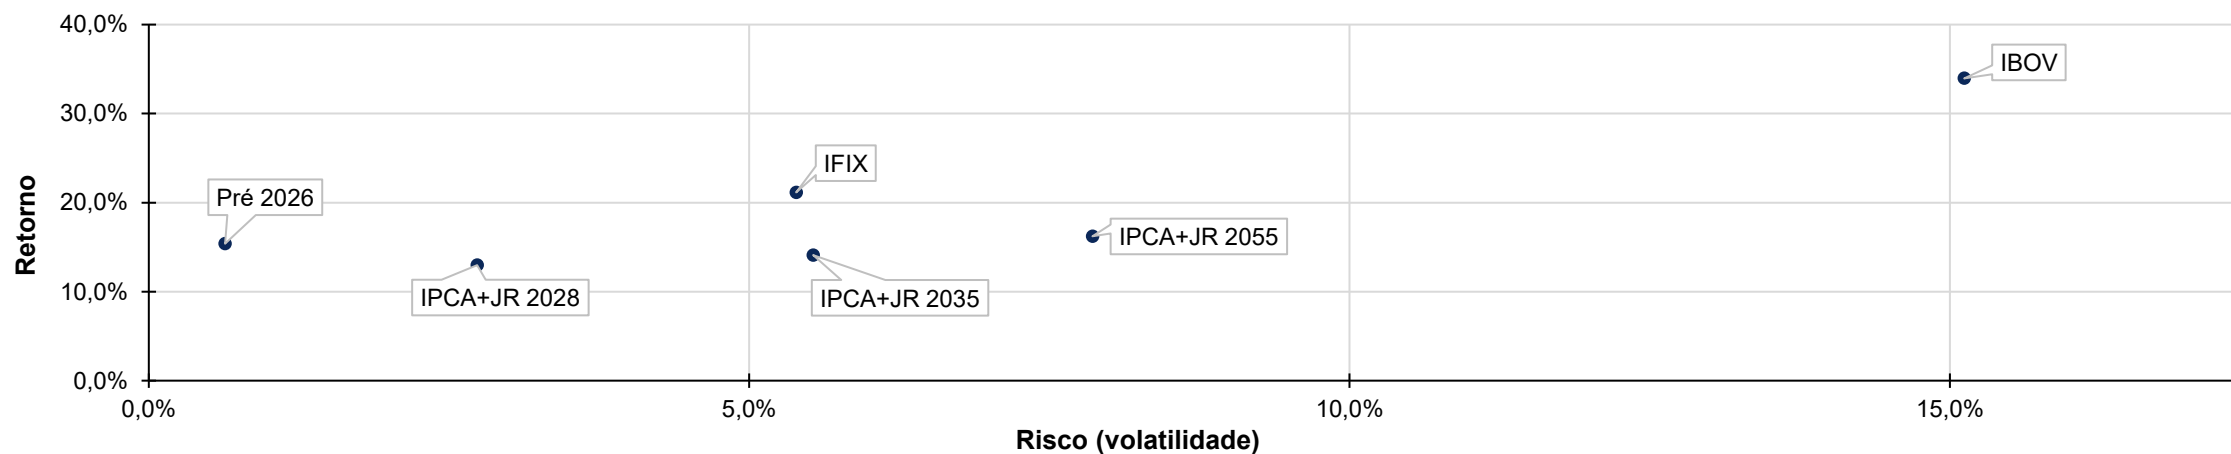 40,0%
IBOV
30,0%
IFIX
Retorno
Pré 2026
20,0%
IPCA+JR 2055
IPCA+JR 2028
IPCA+JR 2035
10,0%
0,0%
0,0%
5,0%
10,0%
15,0%
Risco (volatilidade)